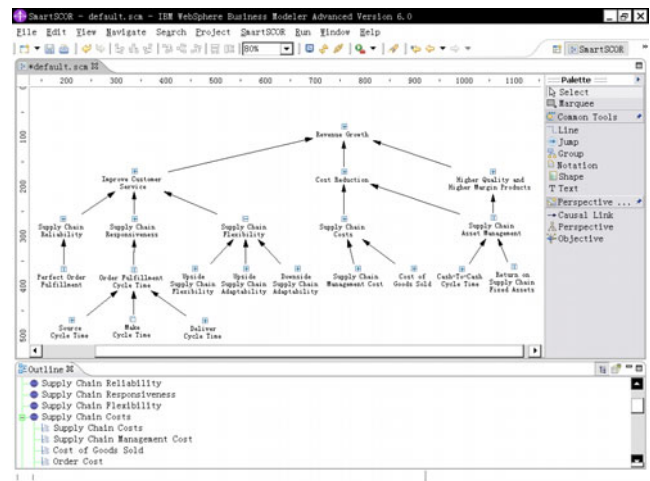 SmartSCOR - default.scm - IBM WebSphere Business Modeler Advanced Version 6.0
File Edit View Navigate Search Project SmartSCOR Run Window Help
80%
SmartSCOR
*default.scm
200 300 400 500 600 700 800 900 1000 1100
100
200
300
400
500
Palette
Select
Marquee
Common Tools
Line
Jump
Group
Notation
Shape
Text
Perspective ...
Causal Link
Perspective
Objective
Revenue Growth
Improve Customer
Service
Cost Reduction
Higher Quality and
Higher Margin Products
Supply Chain
Reliability
Supply Chain
Responsiveness
Supply Chain
Flexibility
Supply Chain
Costs
Supply Chain
Asset Management
Perfect Order
Fulfillment
Order Fulfillment
Cycle Time
Upside
Supply Chain
Flexibility
Upside
Supply Chain
Adaptability
Downside
Supply Chain
Adaptability
Supply Chain
Management Cost
Cost of
Goods Sold
Cash-To-Cash
Cycle Time
Return on
Supply Chain
Fixed Assets
Source
Cycle Time
Make
Cycle Time
Deliver
Cycle Time
Outline
Supply Chain Reliability
Supply Chain Responsiveness
Supply Chain Flexibility
Supply Chain Costs
Supply Chain Costs
Supply Chain Management Cost
Cost of Goods Sold
Order Cost